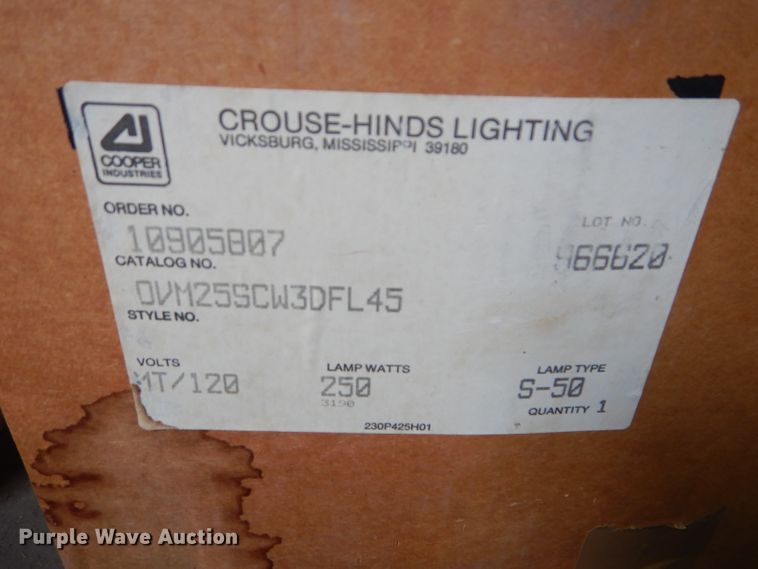 CROUSE-HINDS LIGHTING
VICKSBURG, MISSISSIPPI 39180
COOPER
INDUSTRIES
ORDER NO.
10905807
LOT NO.
966620
CATALOG NO.
OVM25SCW3DFL45
STYLE NO.
VOLTS
MT/120
LAMP WATTS
250
3190
LAMP TYPE
S-50
QUANTITY 1
230P425H01
Purple Wave Auction